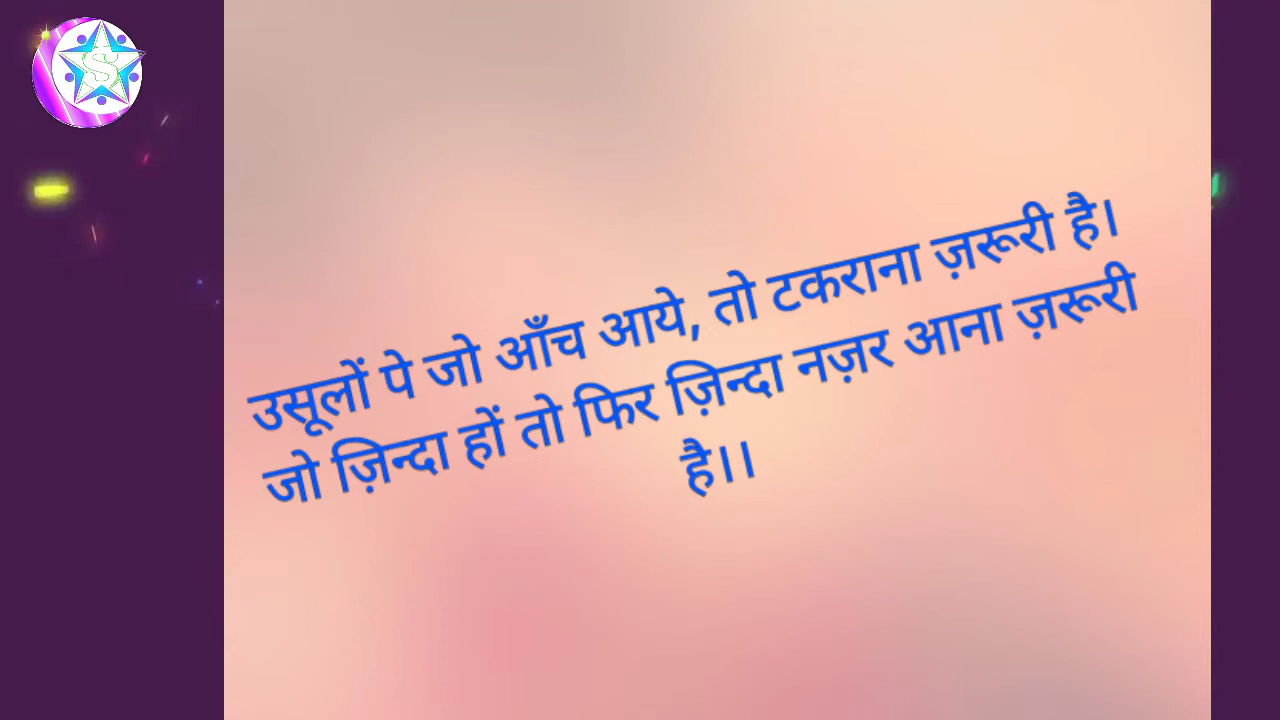 S
उसूलों पे जो आँच आये, तो टकराना ज़रूरी है।
जो ज़िन्दा हों तो फिर ज़िन्दा नज़र आना ज़रूरी
है।।